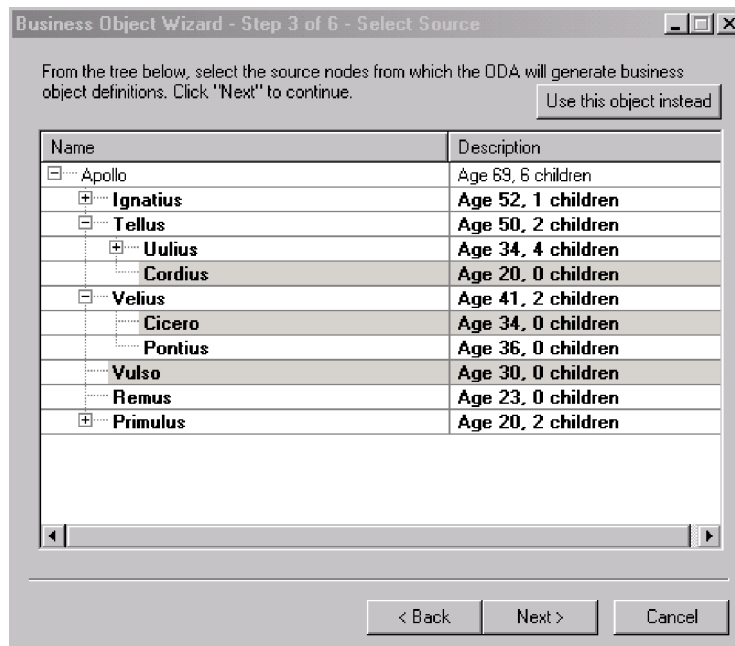 Business Object Wizard - Step 3 of 6 - Select Source
From the tree below, select the source nodes from which the ODA will generate business
object definitions. Click "Next" to continue.
Use this object instead
Name Description
Apollo Age 69, 6 children
Ignatius Age 52, 1 children
Tellus Age 50, 2 children
Uulius Age 34, 4 children
Cordius Age 20, 0 children
Velius Age 41, 2 children
Cicero Age 34, 0 children
Pontius Age 36, 0 children
Vulso Age 30, 0 children
Remus Age 23, 0 children
Primulus Age 20, 2 children
< Back Next > Cancel